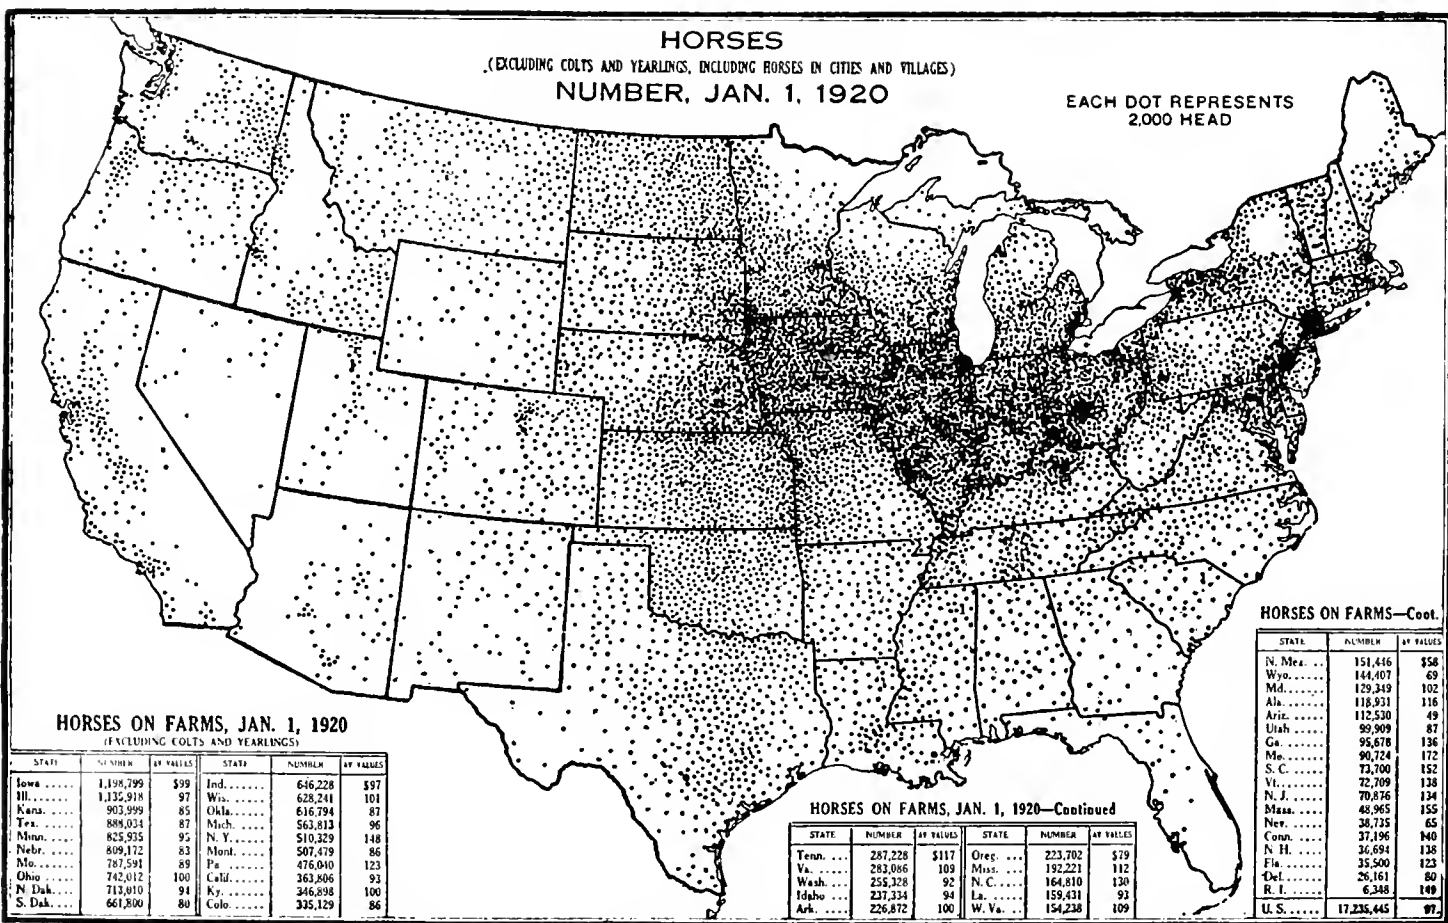 HORSES
(EXCLUDING COLTS AND YEARLINGS, INCLUDING HORSES IN CITIES AND VILLAGES)
NUMBER, JAN. 1, 1920
EACH DOT REPRESENTS
2,000 HEAD
HORSES ON FARMS, JAN. 1, 1920
(EXCLUDING COLTS AND YEARLINGS)
STATE NUMBER AV VALUES STATE NUMBER AV VALUES
Iowa ..... 1,198,799 $99 Ind....... 646,228 $97
Ill. ...... 1,135,918 97 Wis. ...... 628,241 101
Kans. ..... 903,999 85 Okla. ..... 616,794 87
Tex. ...... 888,034 87 Mich. ..... 563,813 96
Minn. ..... 825,935 95 N. Y. ..... 510,329 148
Nebr. ..... 809,172 83 Mont. ..... 507,479 86
Mo. ...... 787,591 89 Pa ....... 476,040 123
Ohio ..... 742,012 100 Calif. ..... 363,806 93
N Dak. ... 713,010 94 Ky. ...... 346,898 100
S. Dak. ... 661,800 80 Colo. ..... 335,129 86
HORSES ON FARMS, JAN. 1, 1920—Continued
STATE NUMBER AV VALUES STATE NUMBER AV VALUES
Tenn. .... 287,228 $117 Oreg. ... 223,702 $79
Va. ...... 283,086 109 Miss. .... 192,221 112
Wash. .... 255,328 92 N. C. .... 164,810 130
Idaho .... 237,334 94 La. ..... 159,431 93
Ark. ..... 226,872 100 W. Va. .. 154,238 109
HORSES ON FARMS—Cont.
STATE NUMBER AV VALUES
N. Mex. ... 151,446 $58
Wyo. ...... 144,407 69
Md. ....... 129,349 102
Ala. ...... 118,931 116
Ariz. ...... 112,530 49
Utah ...... 99,909 87
Ga. ....... 95,678 136
Me. ....... 90,724 172
S. C. ...... 73,700 152
Vt. ........ 72,709 138
N. J. ...... 70,876 134
Mass. ..... 48,965 155
Nev. ...... 38,735 65
Conn. ..... 37,196 140
N H. ...... 36,694 138
Fla. ....... 35,500 123
Del. ....... 26,161 80
R. I. ...... 6,348 149
U. S. ...... 17,235,445 97